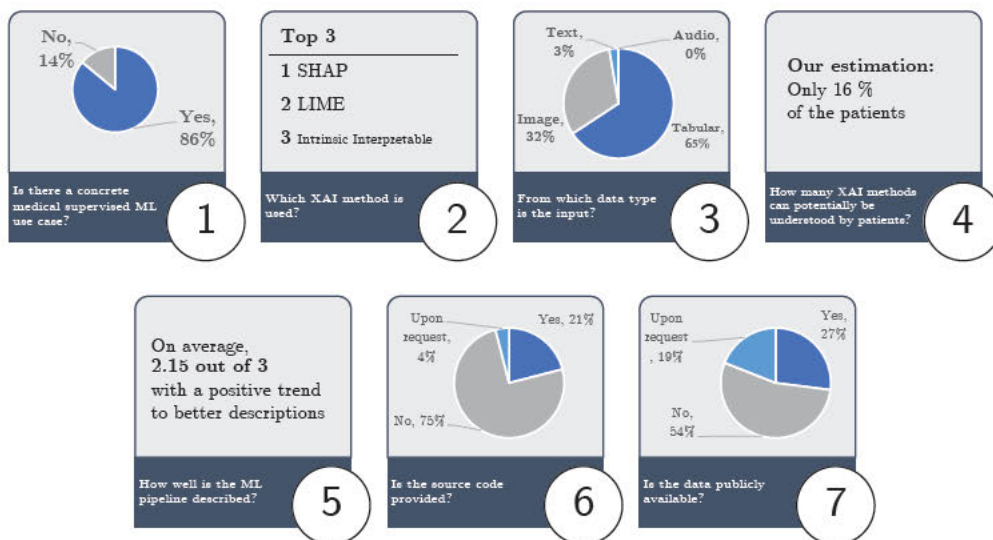 No,
14%
Yes,
86%
Is there a concrete
medical supervised ML
use case?
1
Top 3
1 SHAP
2 LIME
3 Intrinsic Interpretable
Which XAI method is
used?
2
Text,
3%
Audio,
0%
Image,
32%
Tabular,
65%
From which data type
is the input?
3
Our estimation:
Only 16 %
of the patients
How many XAI methods
can potentially be
understood by patients?
4
On average,
2.15 out of 3
with a positive trend
to better descriptions
How well is the ML
pipeline described?
5
Upon
request,
4%
Yes, 21%
No, 75%
Is the source code
provided?
6
Upon
request
, 19%
Yes,
27%
No,
54%
Is the data publicly
available?
7